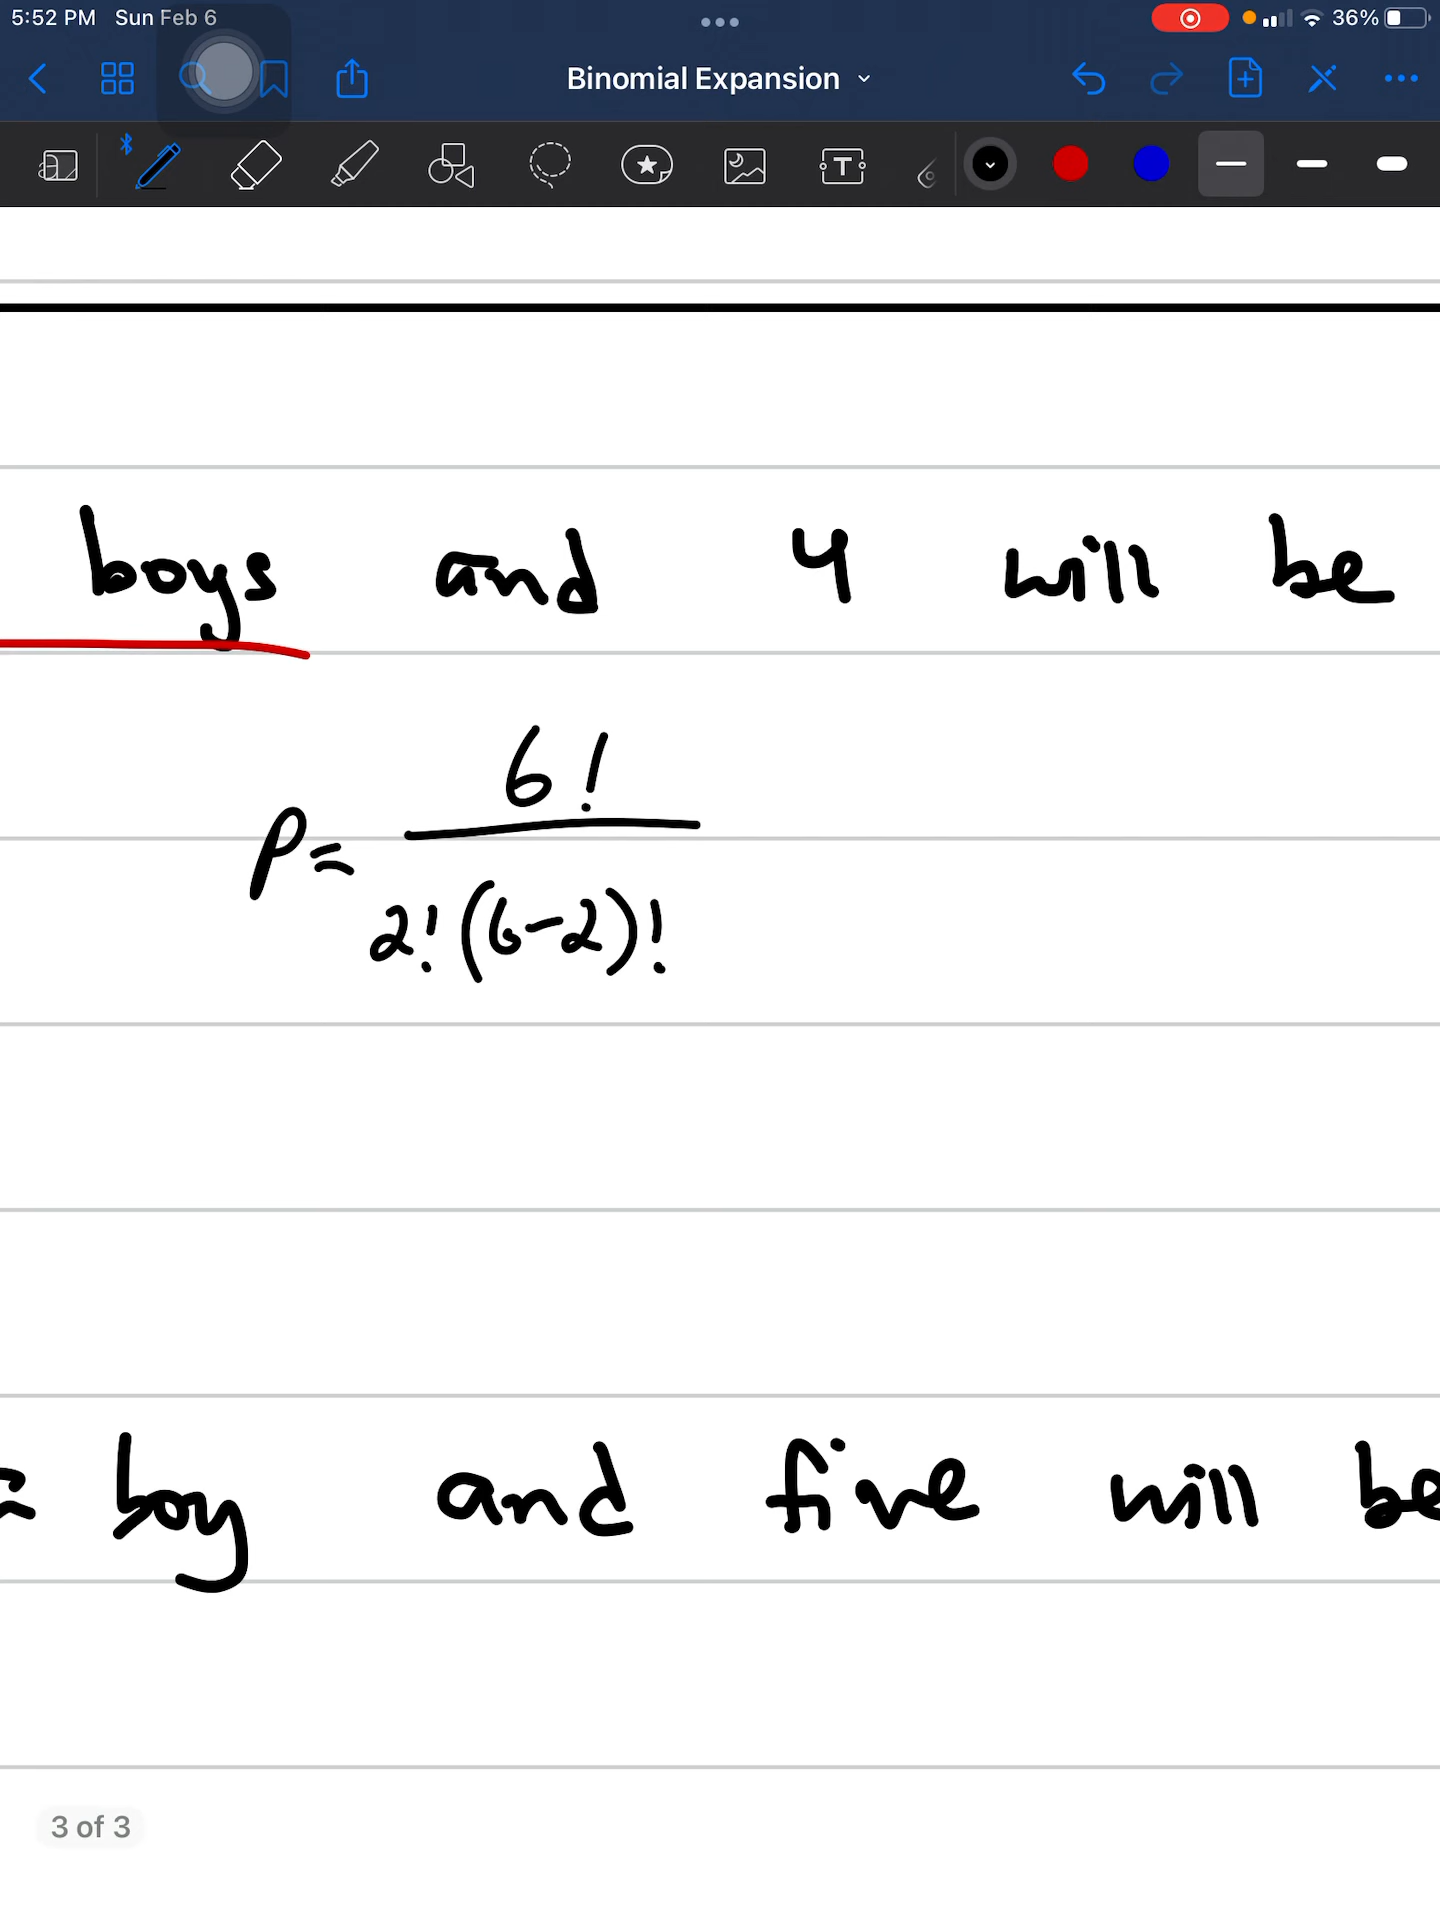 5:52 PM Sun Feb 6 36%
Binomial Expansion
boys and 4 will be
6!
P=
2!(6-2)!
boy and five will be
3 of 3